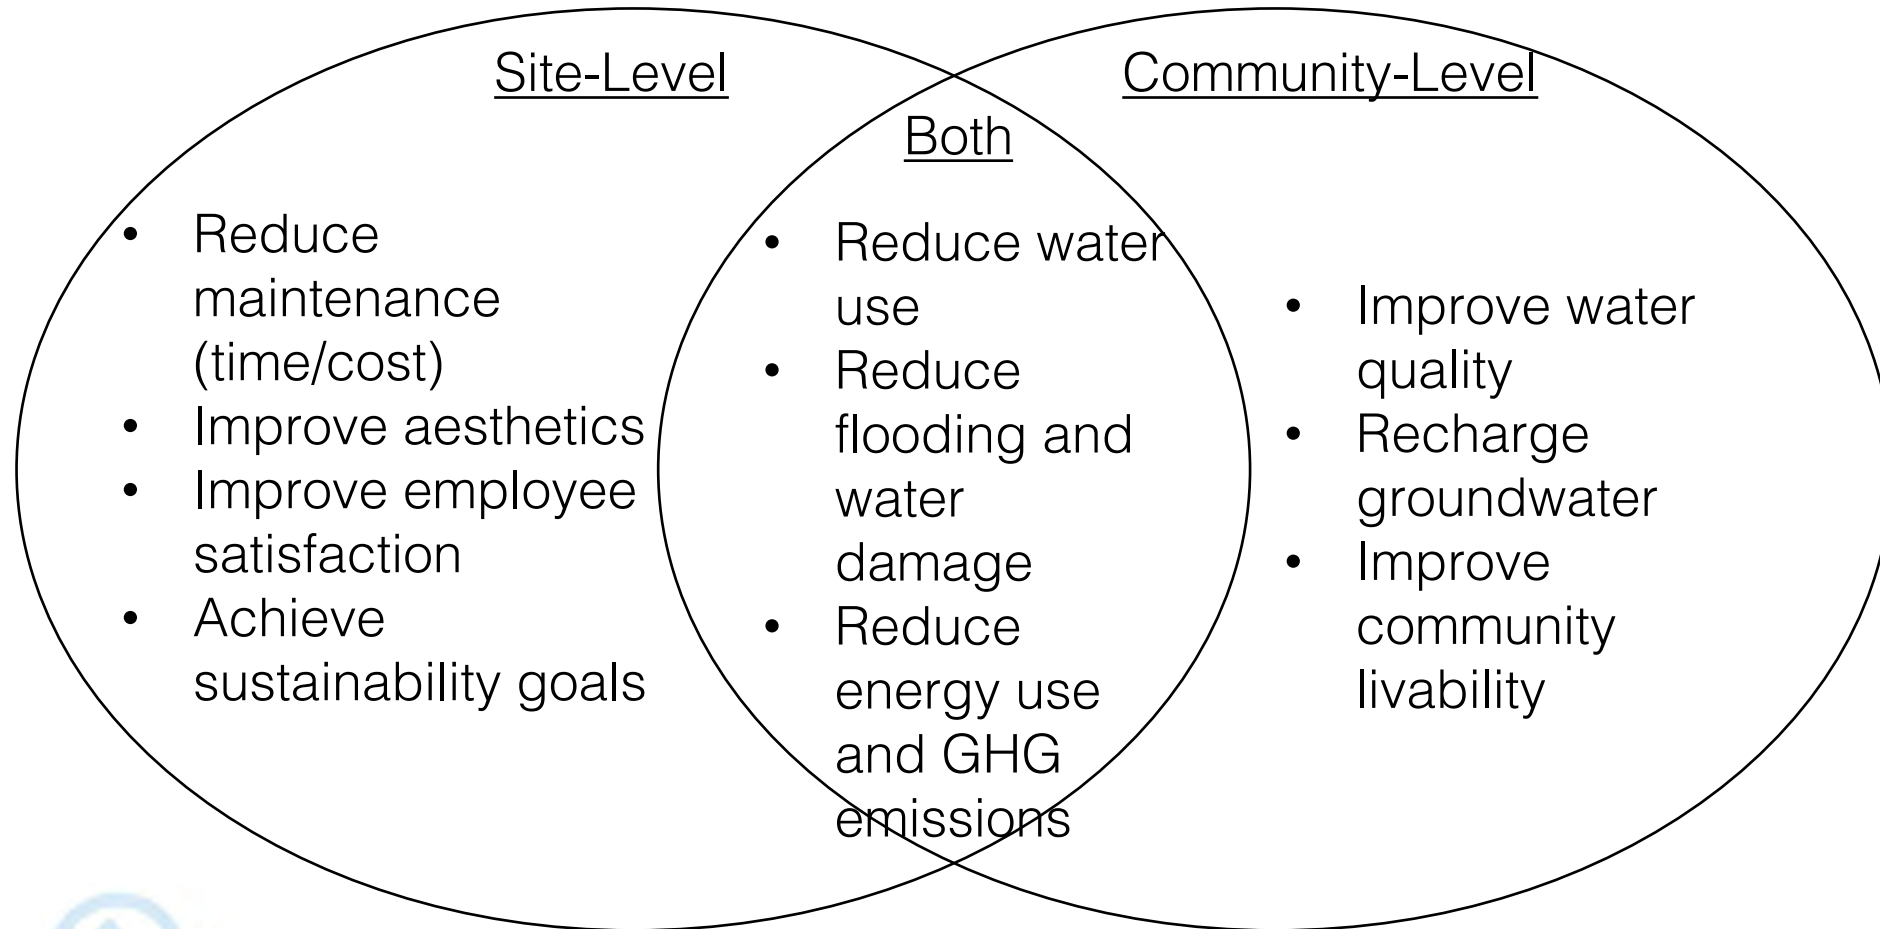 Site-Level
• Reduce
maintenance
(time/cost)
• Improve aesthetics
• Improve employee
satisfaction
• Achieve
sustainability goals
Both
• Reduce water
use
• Reduce
flooding and
water
damage
• Reduce
energy use
and GHG
emissions
Community-Level
• Improve water
quality
• Recharge
groundwater
• Improve
community
livability